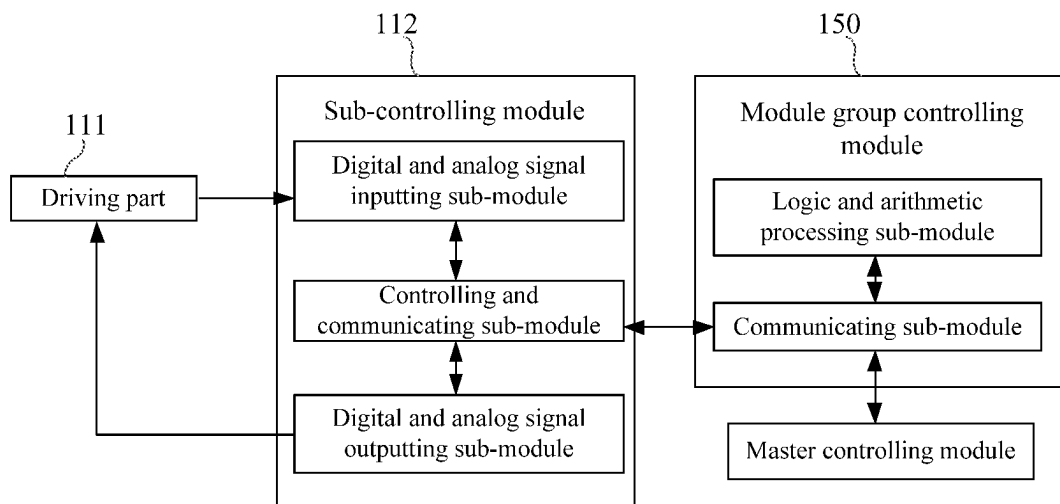 112
150
111
Sub-controlling module
Module group controlling
module
Driving part
Digital and analog signal
inputting sub-module
Logic and arithmetic
processing sub-module
Controlling and
communicating sub-module
Communicating sub-module
Digital and analog signal
outputting sub-module
Master controlling module